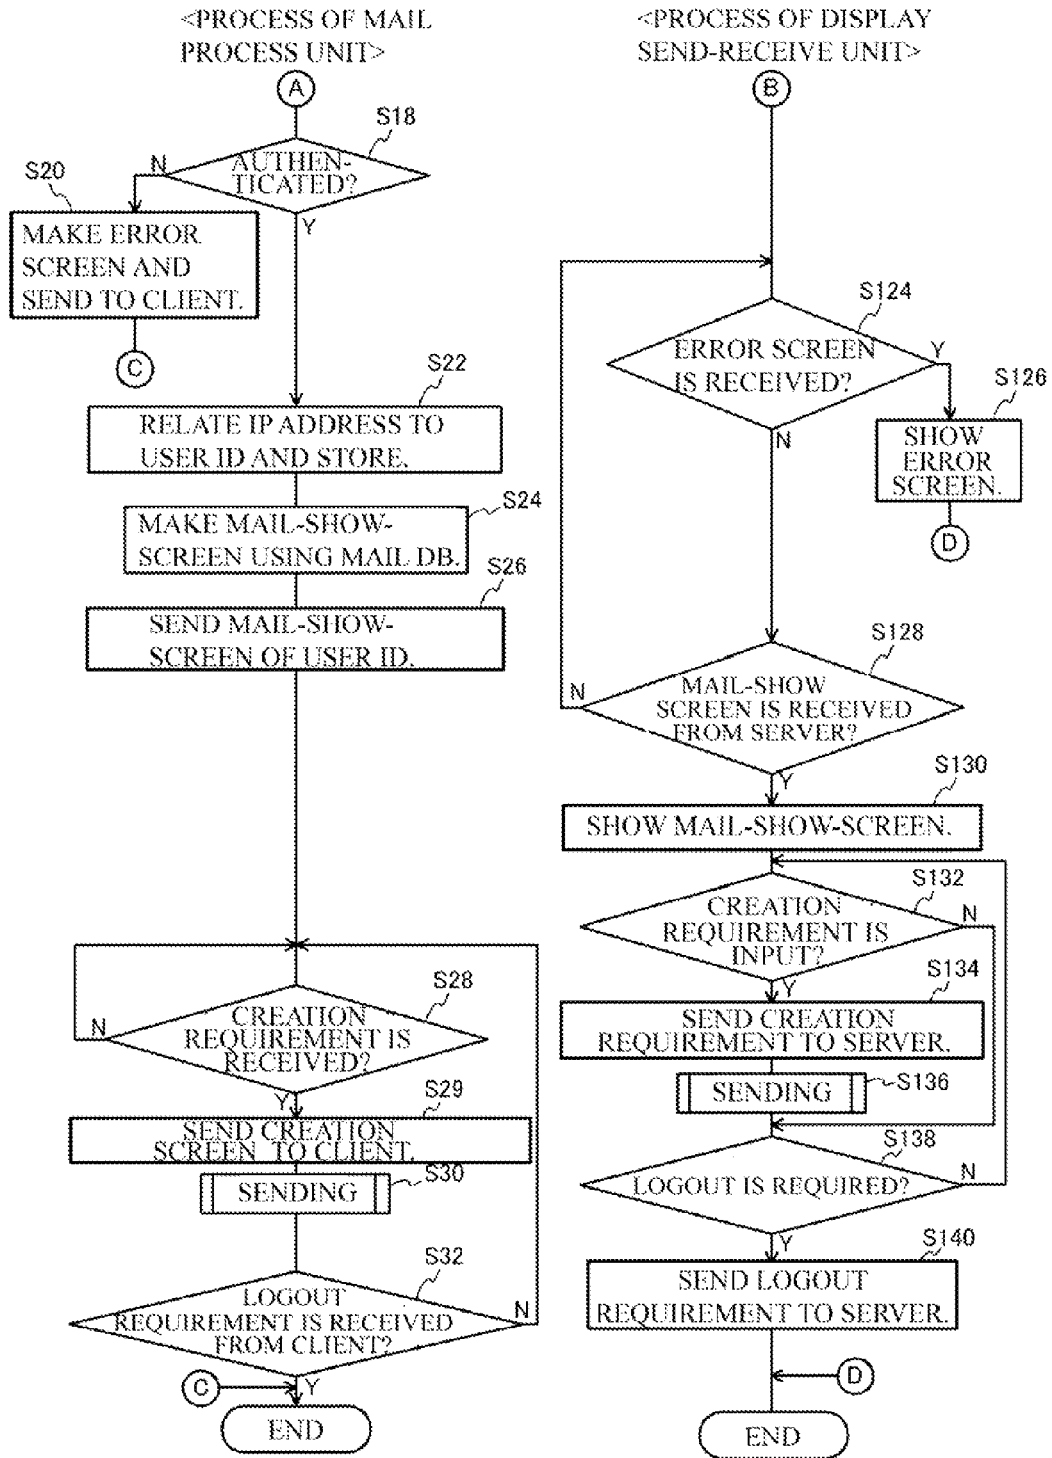 <PROCESS OF MAIL
PROCESS UNIT>
A
S18
AUTHEN-
TICATED?
N
Y
S20
MAKE ERROR
SCREEN AND
SEND TO CLIENT.
C
S22
RELATE IP ADDRESS TO
USER ID AND STORE.
S24
MAKE MAIL-SHOW-
SCREEN USING MAIL DB.
S26
SEND MAIL-SHOW-
SCREEN OF USER ID.
S28
CREATION
REQUIREMENT IS
RECEIVED?
N
Y
S29
SEND CREATION
SCREEN TO CLIENT.
S30
SENDING
S32
LOGOUT
REQUIREMENT IS RECEIVED
FROM CLIENT?
N
Y
C
END
<PROCESS OF DISPLAY
SEND-RECEIVE UNIT>
B
S124
ERROR SCREEN
IS RECEIVED?
Y
N
S126
SHOW
ERROR
SCREEN.
D
S128
MAIL-SHOW
SCREEN IS RECEIVED
FROM SERVER?
N
Y
S130
SHOW MAIL-SHOW-SCREEN.
S132
CREATION
REQUIREMENT IS
INPUT?
N
Y
S134
SEND CREATION
REQUIREMENT TO SERVER.
S136
SENDING
S138
LOGOUT IS REQUIRED?
N
Y
S140
SEND LOGOUT
REQUIREMENT TO SERVER.
D
END